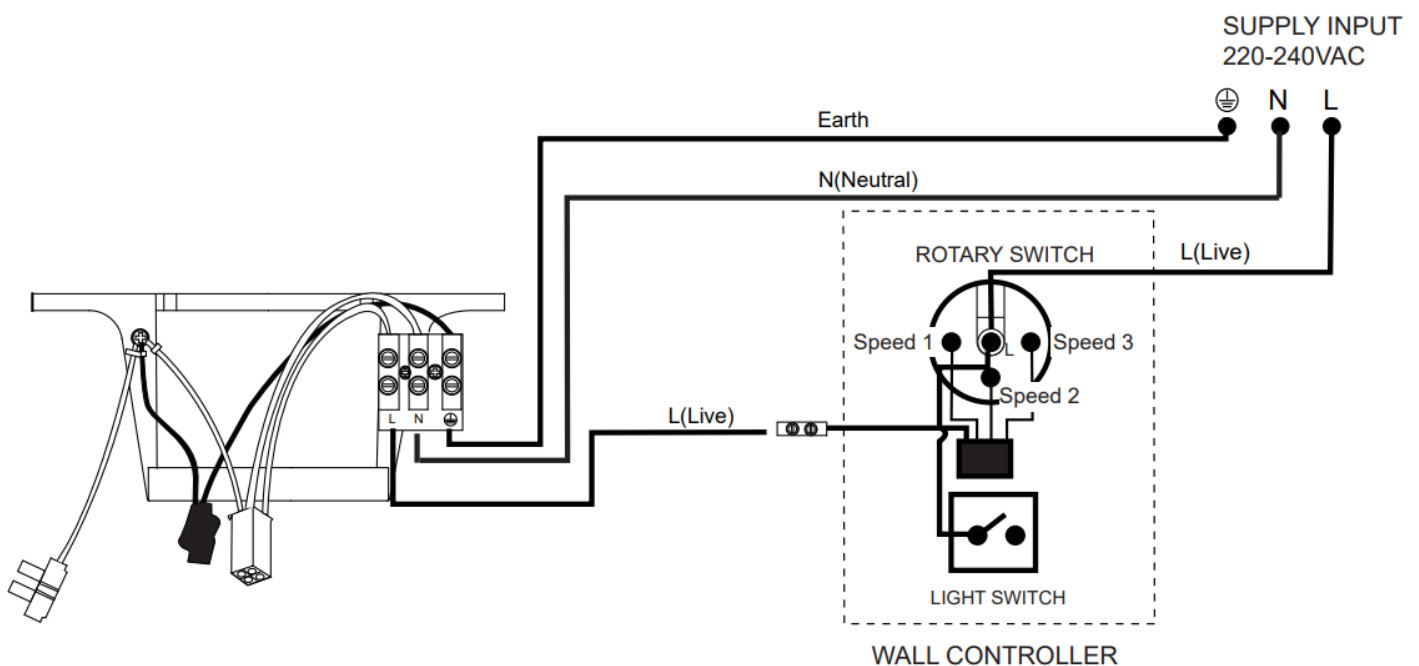 SUPPLY INPUT
220-240VAC
N L
Earth
N(Neutral)
ROTARY SWITCH
L(Live)
Speed 1
L
Speed 3
Speed 2
L N
L(Live)
LIGHT SWITCH
WALL CONTROLLER